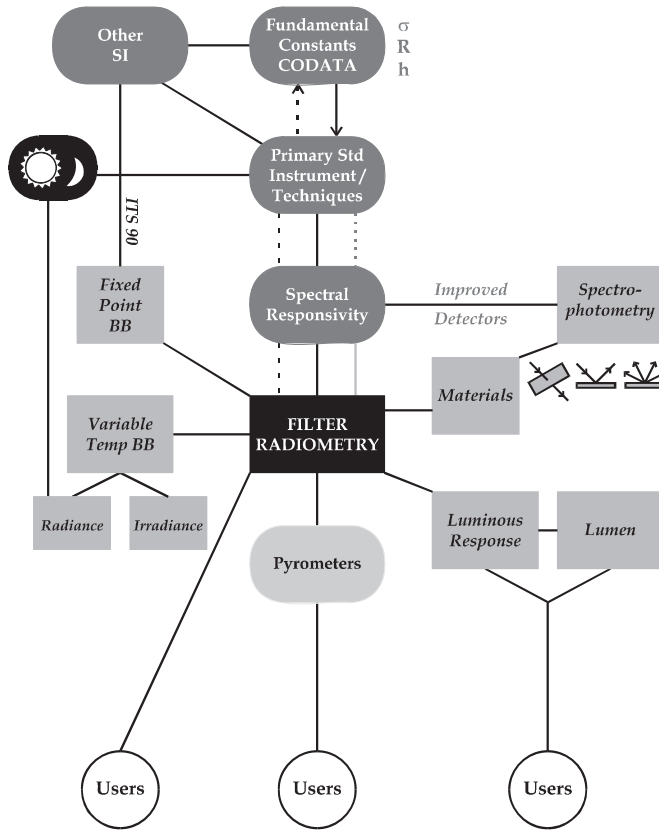 Other
SI
Fundamental
Constants
CODATA
σ
R
h
Primary Std
Instrument/
Techniques
ITS 90
Fixed
Point
BB
Spectral
Responsivity
Improved
Detectors
Spectro-
photometry
Materials
Variable
Temp BB
FILTER
RADIOMETRY
Radiance
Irradiance
Luminous
Response
Lumen
Pyrometers
Users
Users
Users